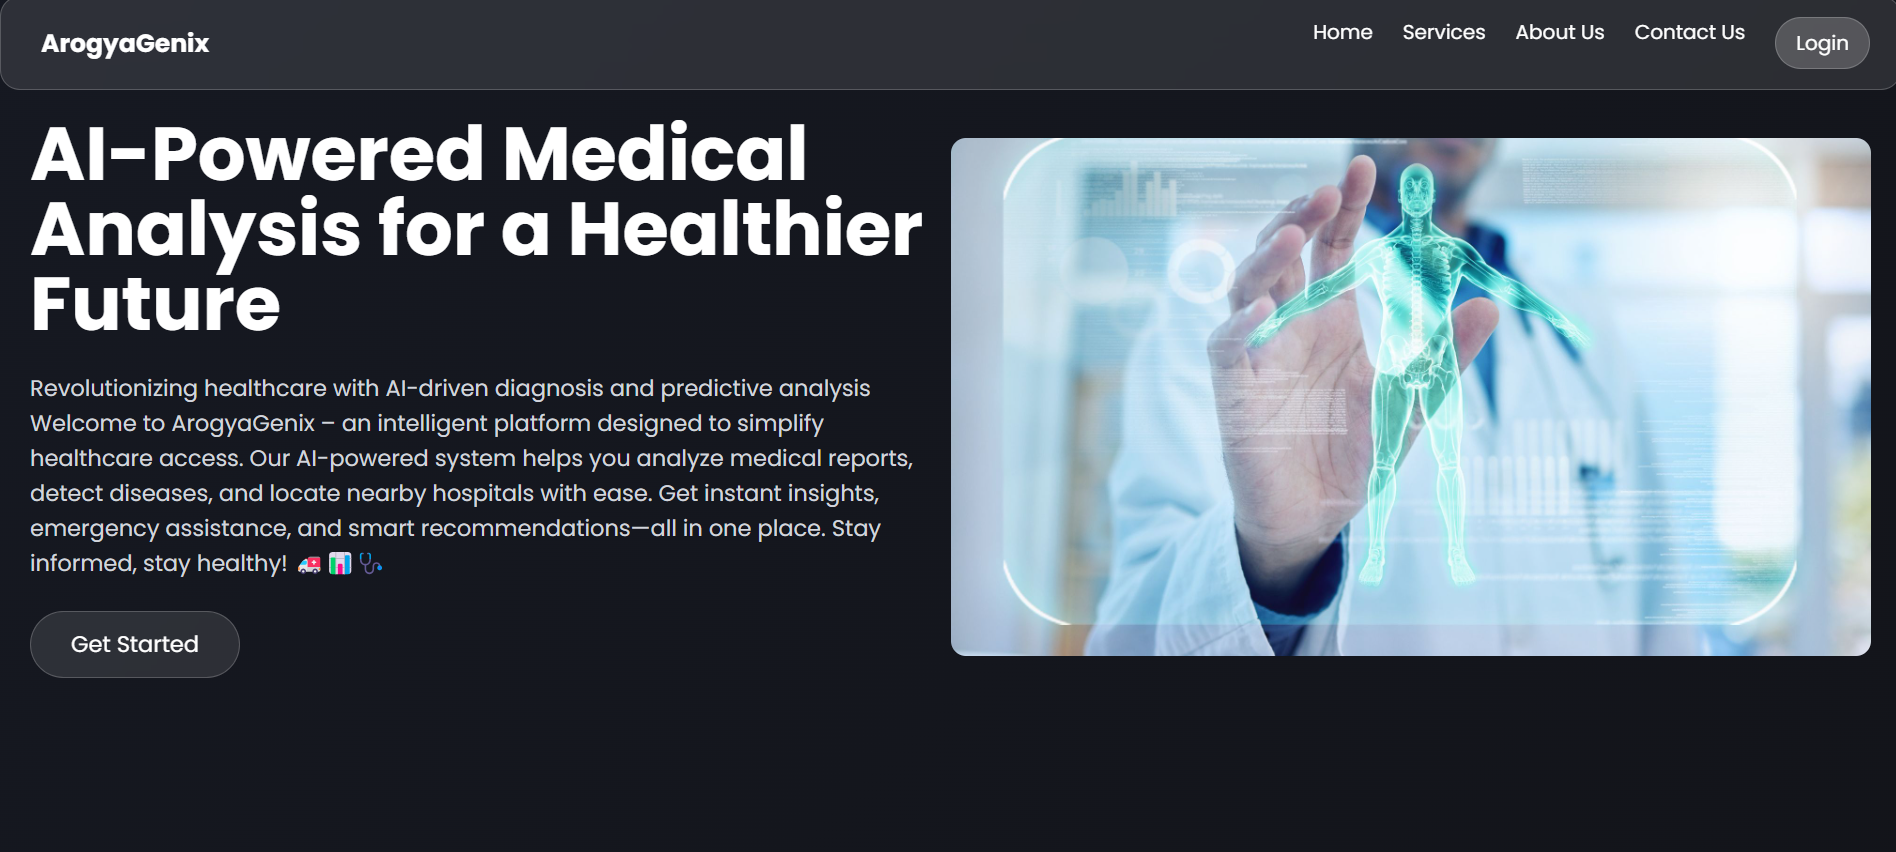 ArogyaGenix
Home Services About Us Contact Us Login
AI-Powered Medical
Analysis for a Healthier
Future
Revolutionizing healthcare with AI-driven diagnosis and predictive analysis
Welcome to ArogyaGenix – an intelligent platform designed to simplify
healthcare access. Our AI-powered system helps you analyze medical reports,
detect diseases, and locate nearby hospitals with ease. Get instant insights,
emergency assistance, and smart recommendations—all in one place. Stay
informed, stay healthy! 🚑 📊 🩺
Get Started